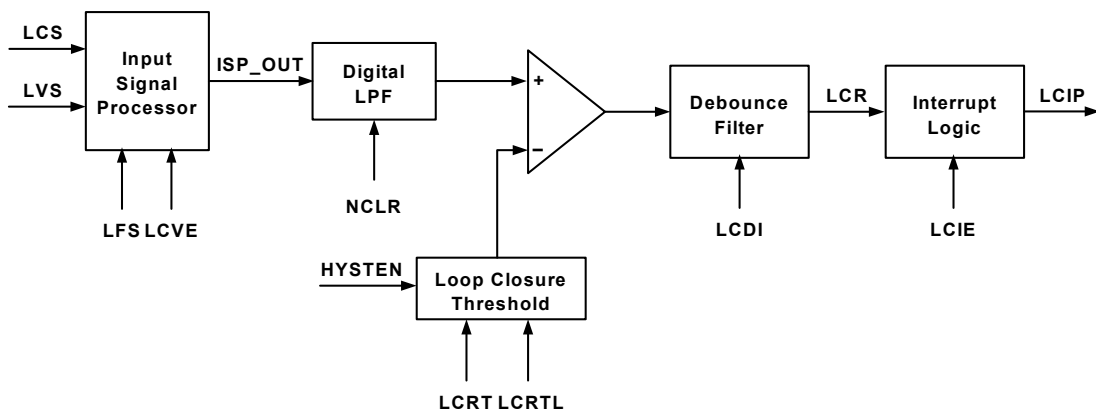 LCS
LVS
Input
Signal
Processor
LFS LCVE
ISP_OUT
Digital
LPF
NCLR
+
−
HYSTEN
Loop Closure
Threshold
LCRT LCRTL
Debounce
Filter
LCDI
LCR
Interrupt
Logic
LCIE
LCIP